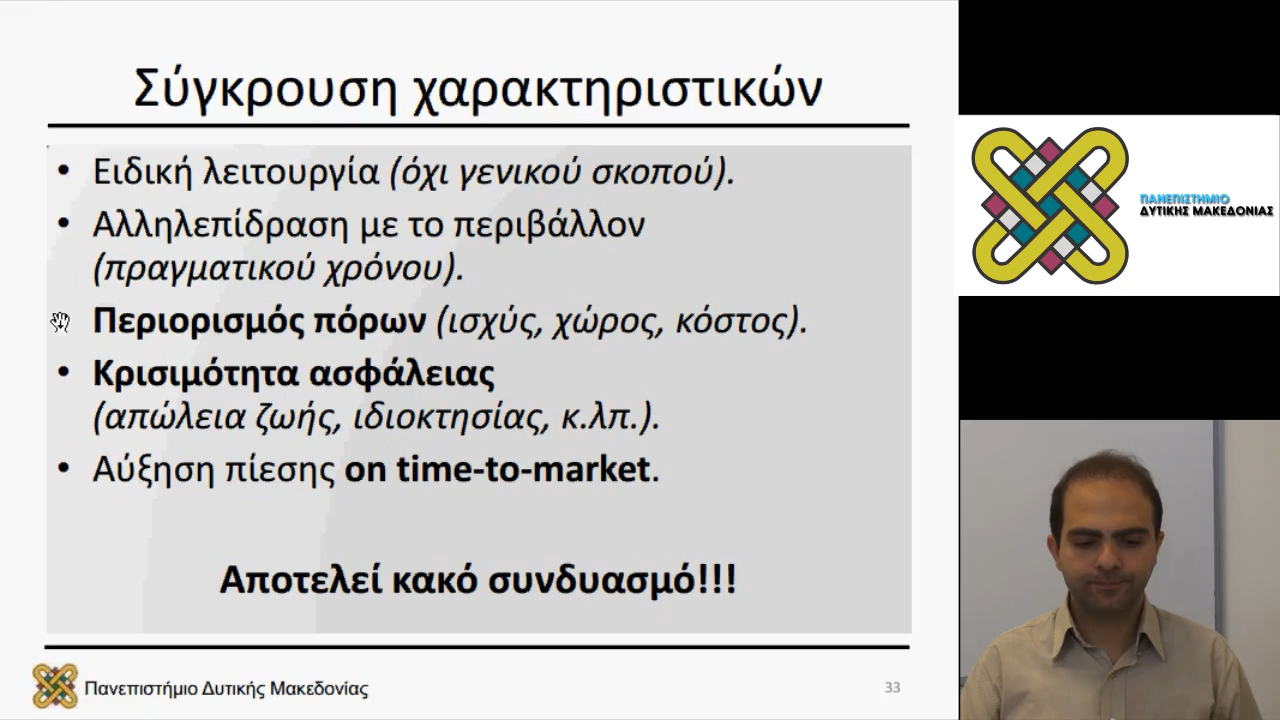 Σύγκρουση χαρακτηριστικών
• Ειδική λειτουργία (όχι γενικού σκοπού).
• Αλληλεπίδραση με το περιβάλλον
(πραγματικού χρόνου).
Περιορισμός πόρων (ισχύς, χώρος, κόστος).
• Κρισιμότητα ασφάλειας
(απώλεια ζωής, ιδιοκτησίας, κ.λπ.).
• Αύξηση πίεσης on time-to-market.
Αποτελεί κακό συνδυασμό!!!
Πανεπιστήμιο Δυτικής Μακεδονίας
33
ΠΑΝΕΠΙΣΤΗΜΙΟ
ΔΥΤΙΚΗΣ ΜΑΚΕΔΟΝΙΑΣ